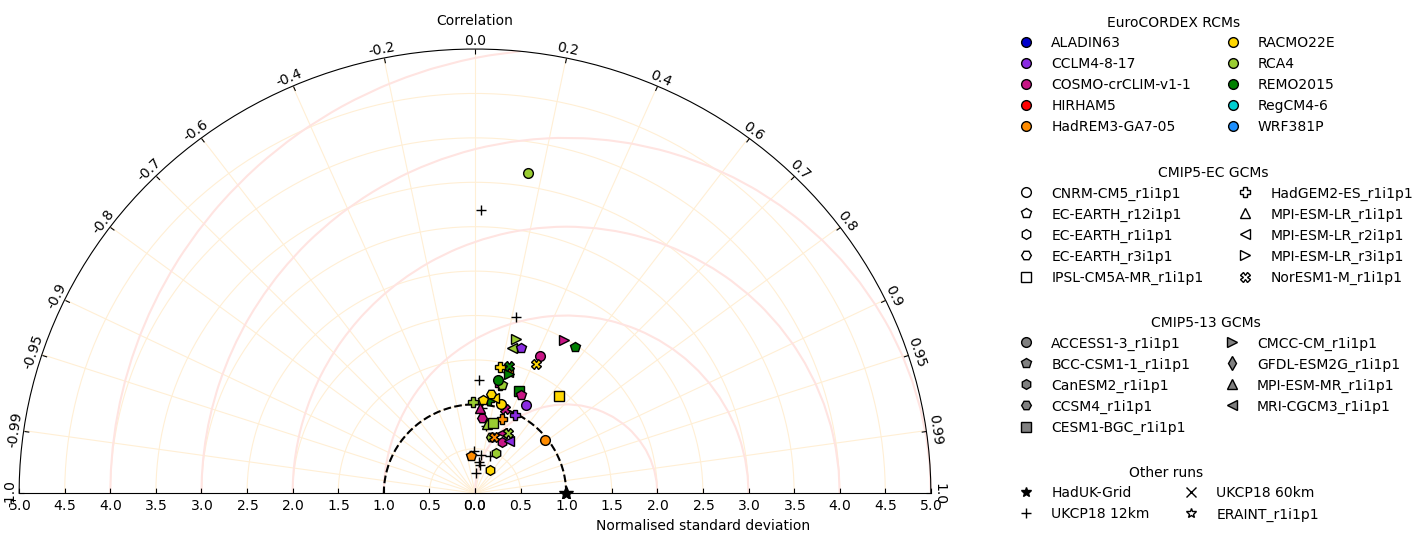 Correlation
0.0
-0.2
0.2
-0.4
0.4
-0.6
0.6
-0.7
0.7
-0.8
0.8
-0.9
0.9
-0.95
0.95
-0.99
0.99
-1.0
1.0
5.0 4.5 4.0 3.5 3.0 2.5 2.0 1.5 1.0 0.5 0.0 0.5 1.0 1.5 2.0 2.5 3.0 3.5 4.0 4.5 5.0
Normalised standard deviation
EuroCORDEX RCMs
ALADIN63 RACMO22E
CCLM4-8-17 RCA4
COSMO-crCLIM-v1-1 REMO2015
HIRHAM5 RegCM4-6
HadREM3-GA7-05 WRF381P
CMIP5-EC GCMs
CNRM-CM5_r1i1p1 HadGEM2-ES_r1i1p1
EC-EARTH_r12i1p1 MPI-ESM-LR_r1i1p1
EC-EARTH_r1i1p1 MPI-ESM-LR_r2i1p1
EC-EARTH_r3i1p1 MPI-ESM-LR_r3i1p1
IPSL-CM5A-MR_r1i1p1 NorESM1-M_r1i1p1
CMIP5-13 GCMs
ACCESS1-3_r1i1p1 CMCC-CM_r1i1p1
BCC-CSM1-1_r1i1p1 GFDL-ESM2G_r1i1p1
CanESM2_r1i1p1 MPI-ESM-MR_r1i1p1
CCSM4_r1i1p1 MRI-CGCM3_r1i1p1
CESM1-BGC_r1i1p1
Other runs
HadUK-Grid UKCP18 60km
UKCP18 12km ERAINT_r1i1p1